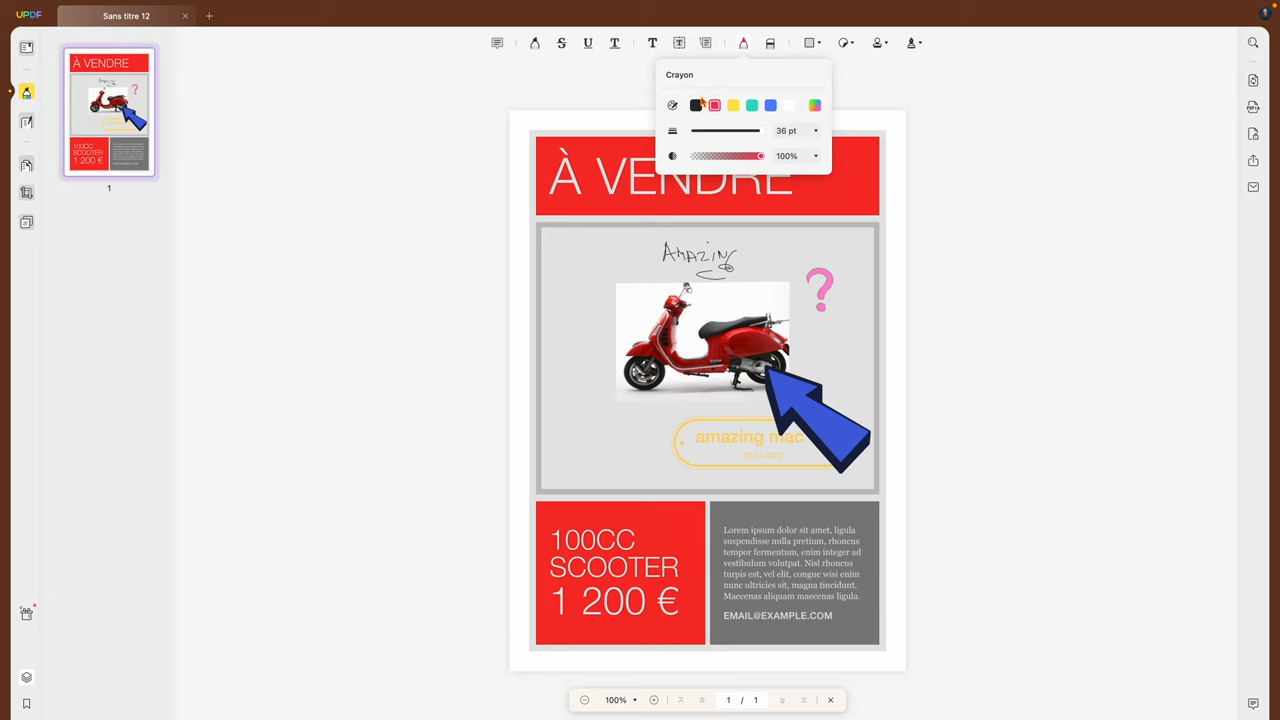 UPDF
Sans titre 12
Crayon
36 pt
100%
À VENDRE
Amazing
?
amazing mac
07/11/2022
100CC
SCOOTER
1 200 €
Lorem ipsum dolor sit amet, ligula
suspendisse nulla pretium, rhoncus
tempor fermentum, enim integer ad
vestibulum volutpat. Nisl rhoncus
turpis est, vel elit, congue wisi enim
nunc ultricies sit, magna tincidunt.
Maecenas aliquam maecenas ligula.
EMAIL@EXAMPLE.COM
À VENDRE
Amazing
?
100CC
SCOOTER
1 200 €
1
100%
1 / 1